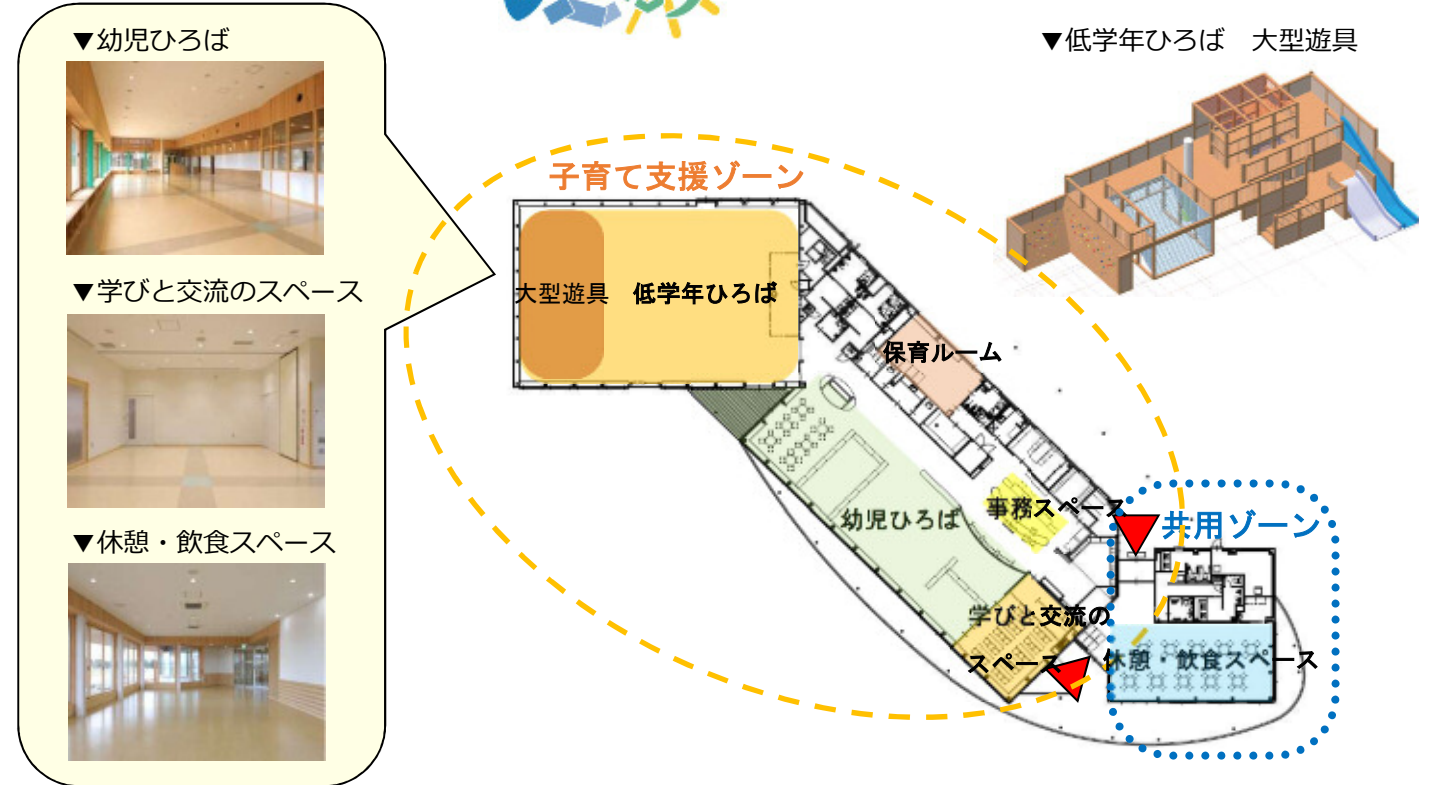 ▼幼児ひろば
▼学びと交流のスペース
▼休憩・飲食スペース
▼低学年ひろば 大型遊具
子育て支援ゾーン
大型遊具 低学年ひろば
保育ルーム
幼児ひろば
事務スペース
共用ゾーン
学びと交流の
スペース
休憩・飲食スペース